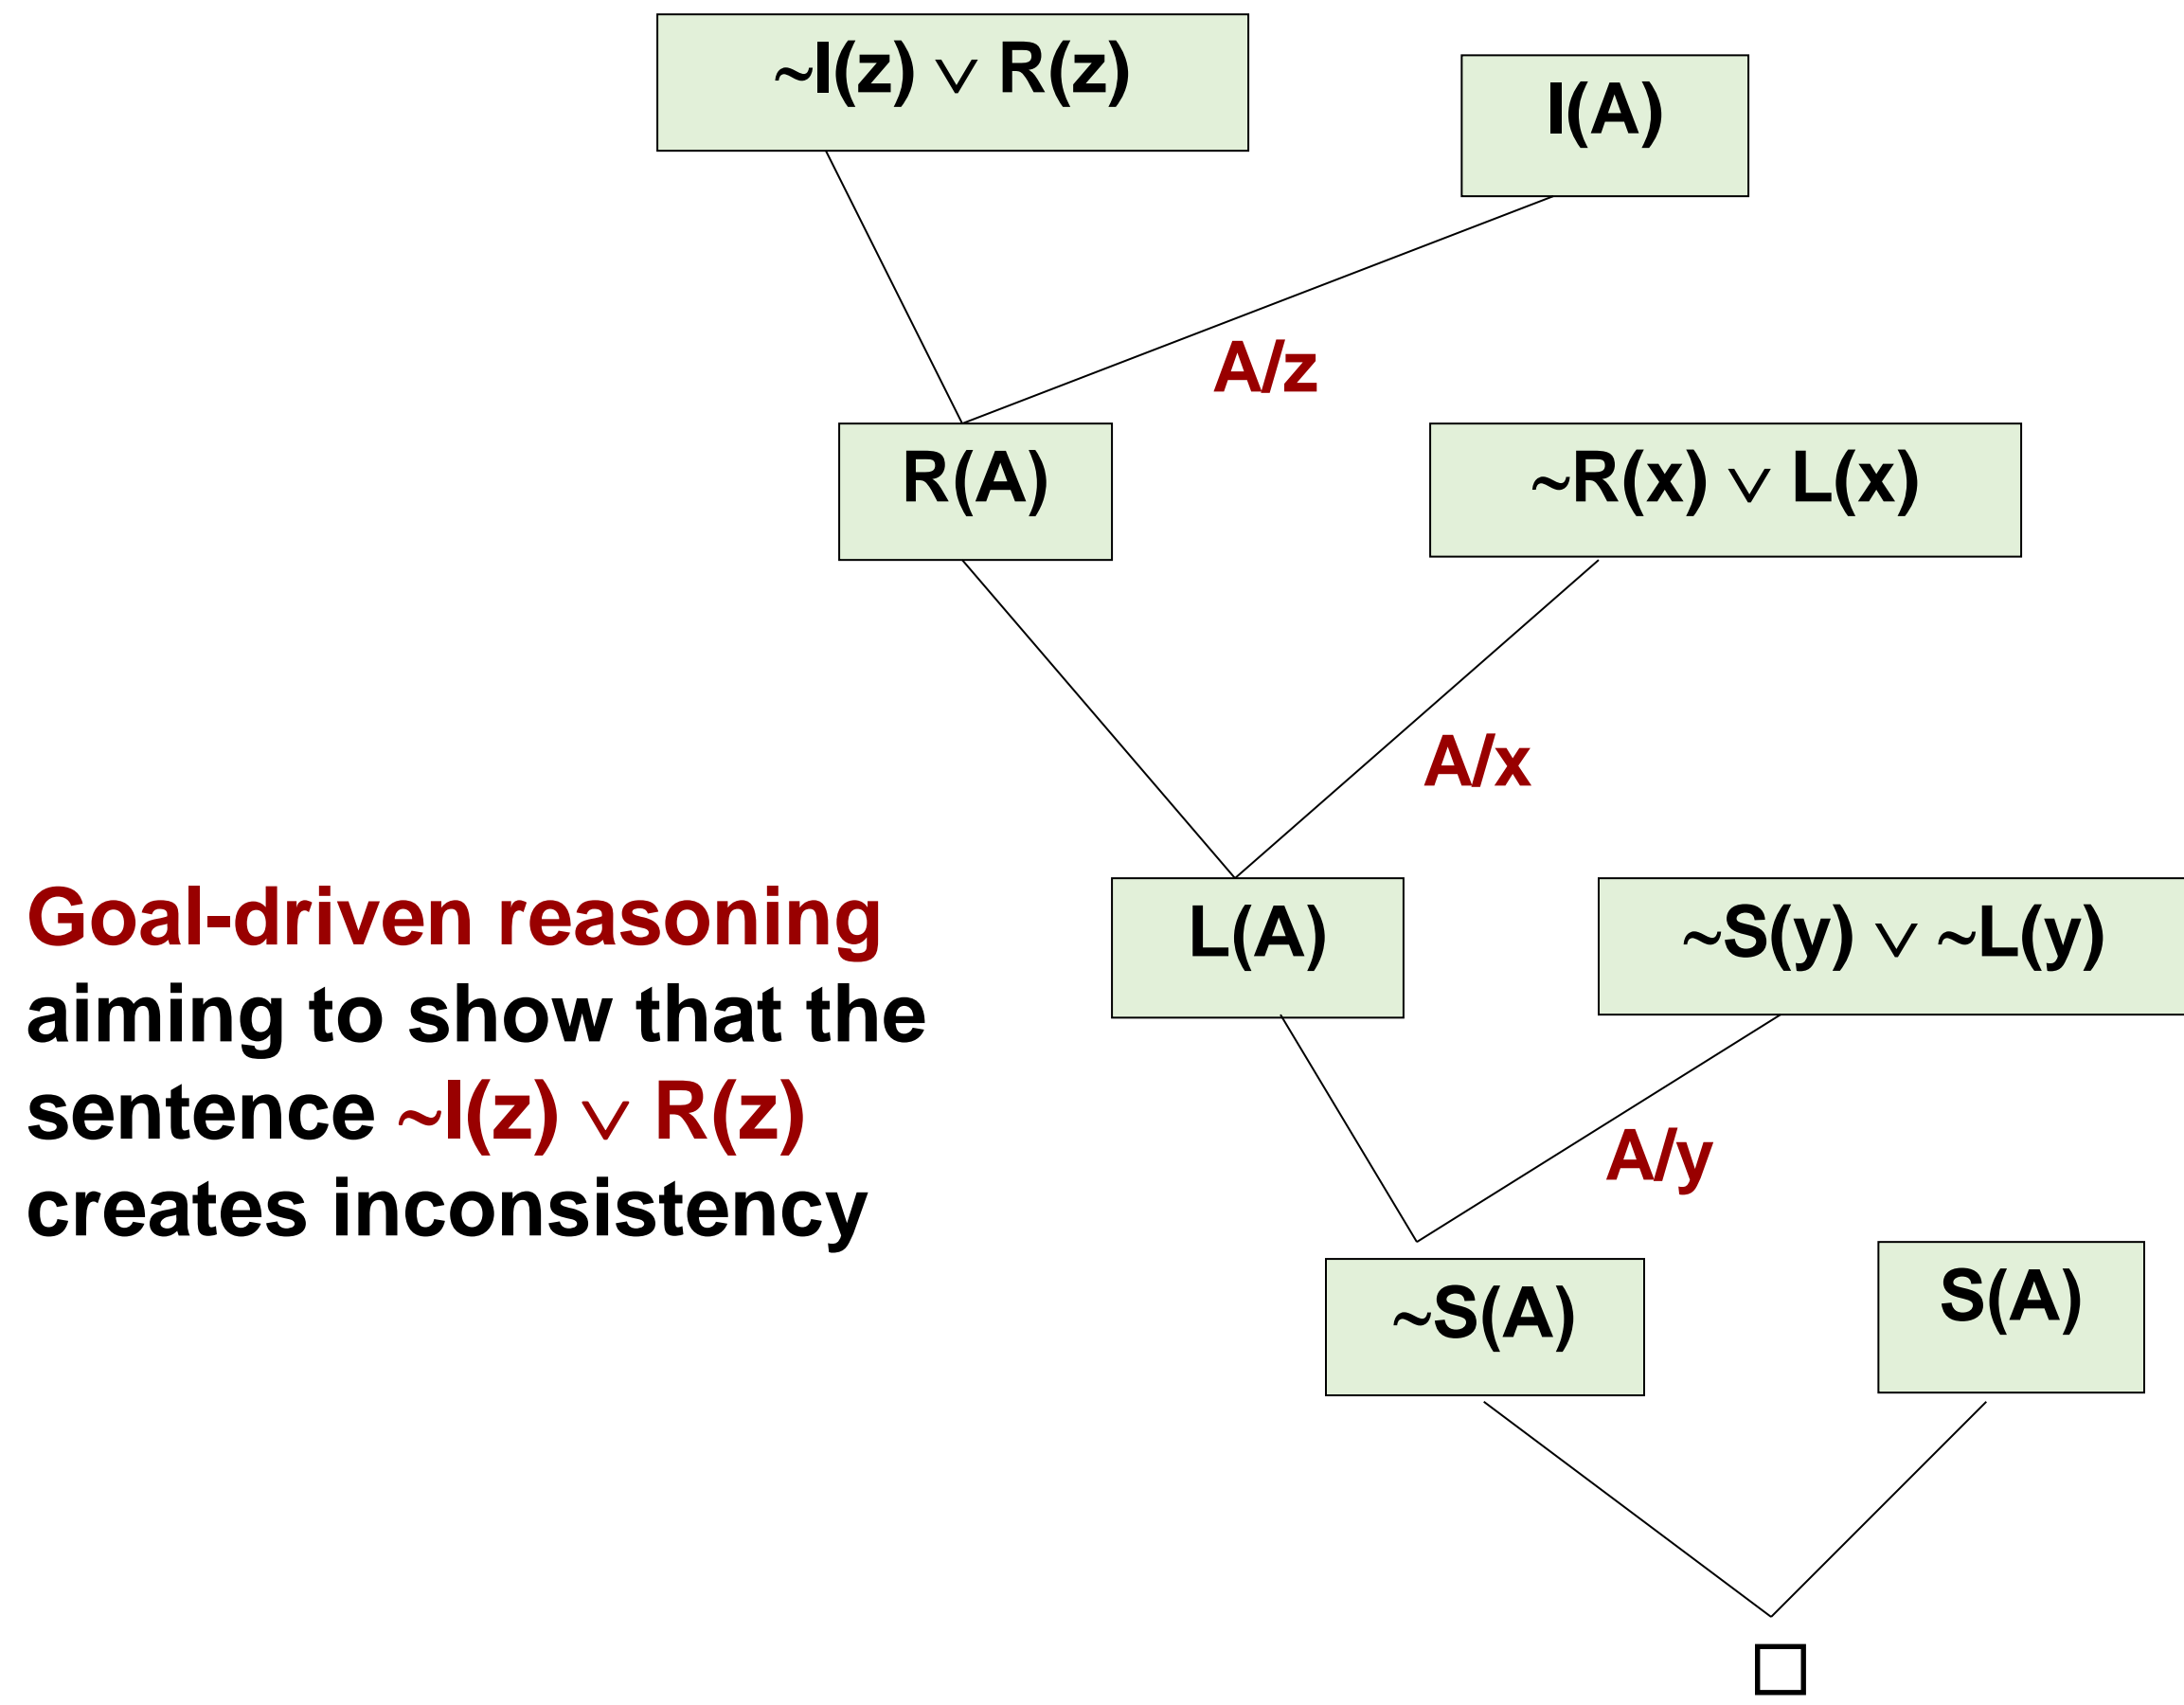 ~I(z) ∨ R(z)
I(A)
A/z
R(A)
~R(x) ∨ L(x)
A/x
L(A)
~S(y) ∨ ~L(y)
Goal-driven reasoning
aiming to show that the
sentence ~I(z) ∨ R(z)
creates inconsistency
A/y
~S(A)
S(A)
□